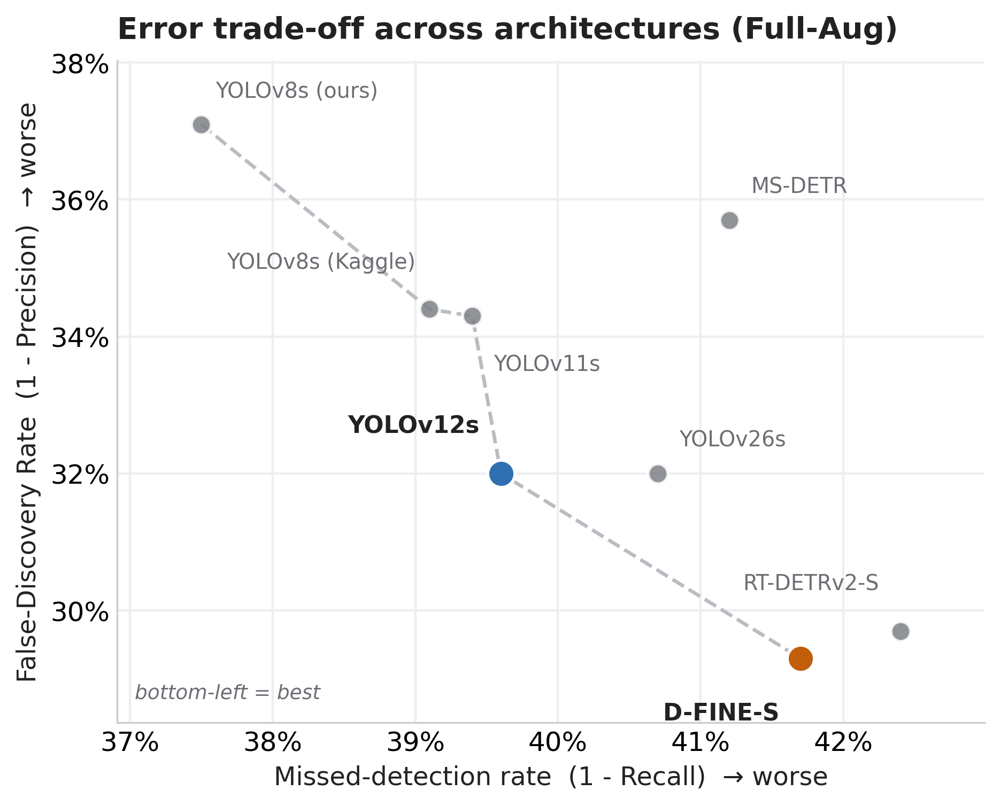 Error trade-off across architectures (Full-Aug)
False-Discovery Rate (1 - Precision) → worse
38%
36%
34%
32%
30%
YOLOv8s (ours)
MS-DETR
YOLOv8s (Kaggle)
YOLOv11s
YOLOv12s
YOLOv26s
RT-DETRv2-S
bottom-left = best
D-FINE-S
37%
38%
39%
40%
41%
42%
Missed-detection rate (1 - Recall) → worse